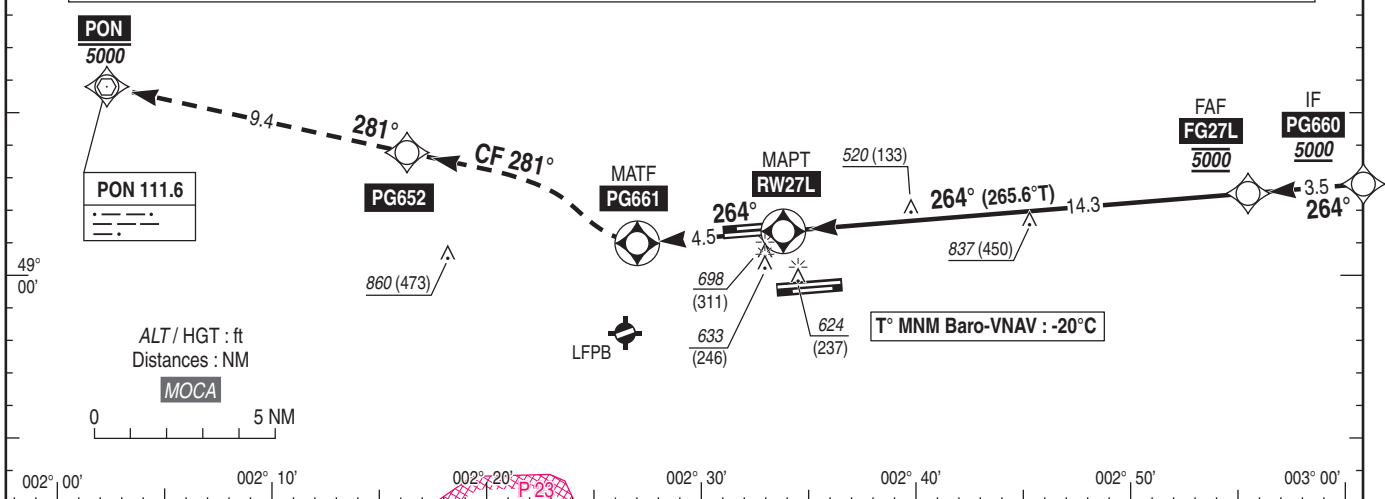 PON
5000
9.4
281°
CF 281°
PG652
PON 111.6
MATF
PG661
264°
4.5
MAPT
RW27L
520 (133)
264° (265.6°T)
14.3
837 (450)
FAF
FG27L
5000
IF
PG660
5000
3.5
264°
49°
00'
860 (473)
698
(311)
633
(246)
624
(237)
T° MNM Baro-VNAV : -20°C
LFPB
ALT / HGT : ft
Distances : NM
MOCA
0 5 NM
P 23
002° 00' 002° 10' 002° 20' 002° 30' 002° 40' 002° 50' 003° 00'